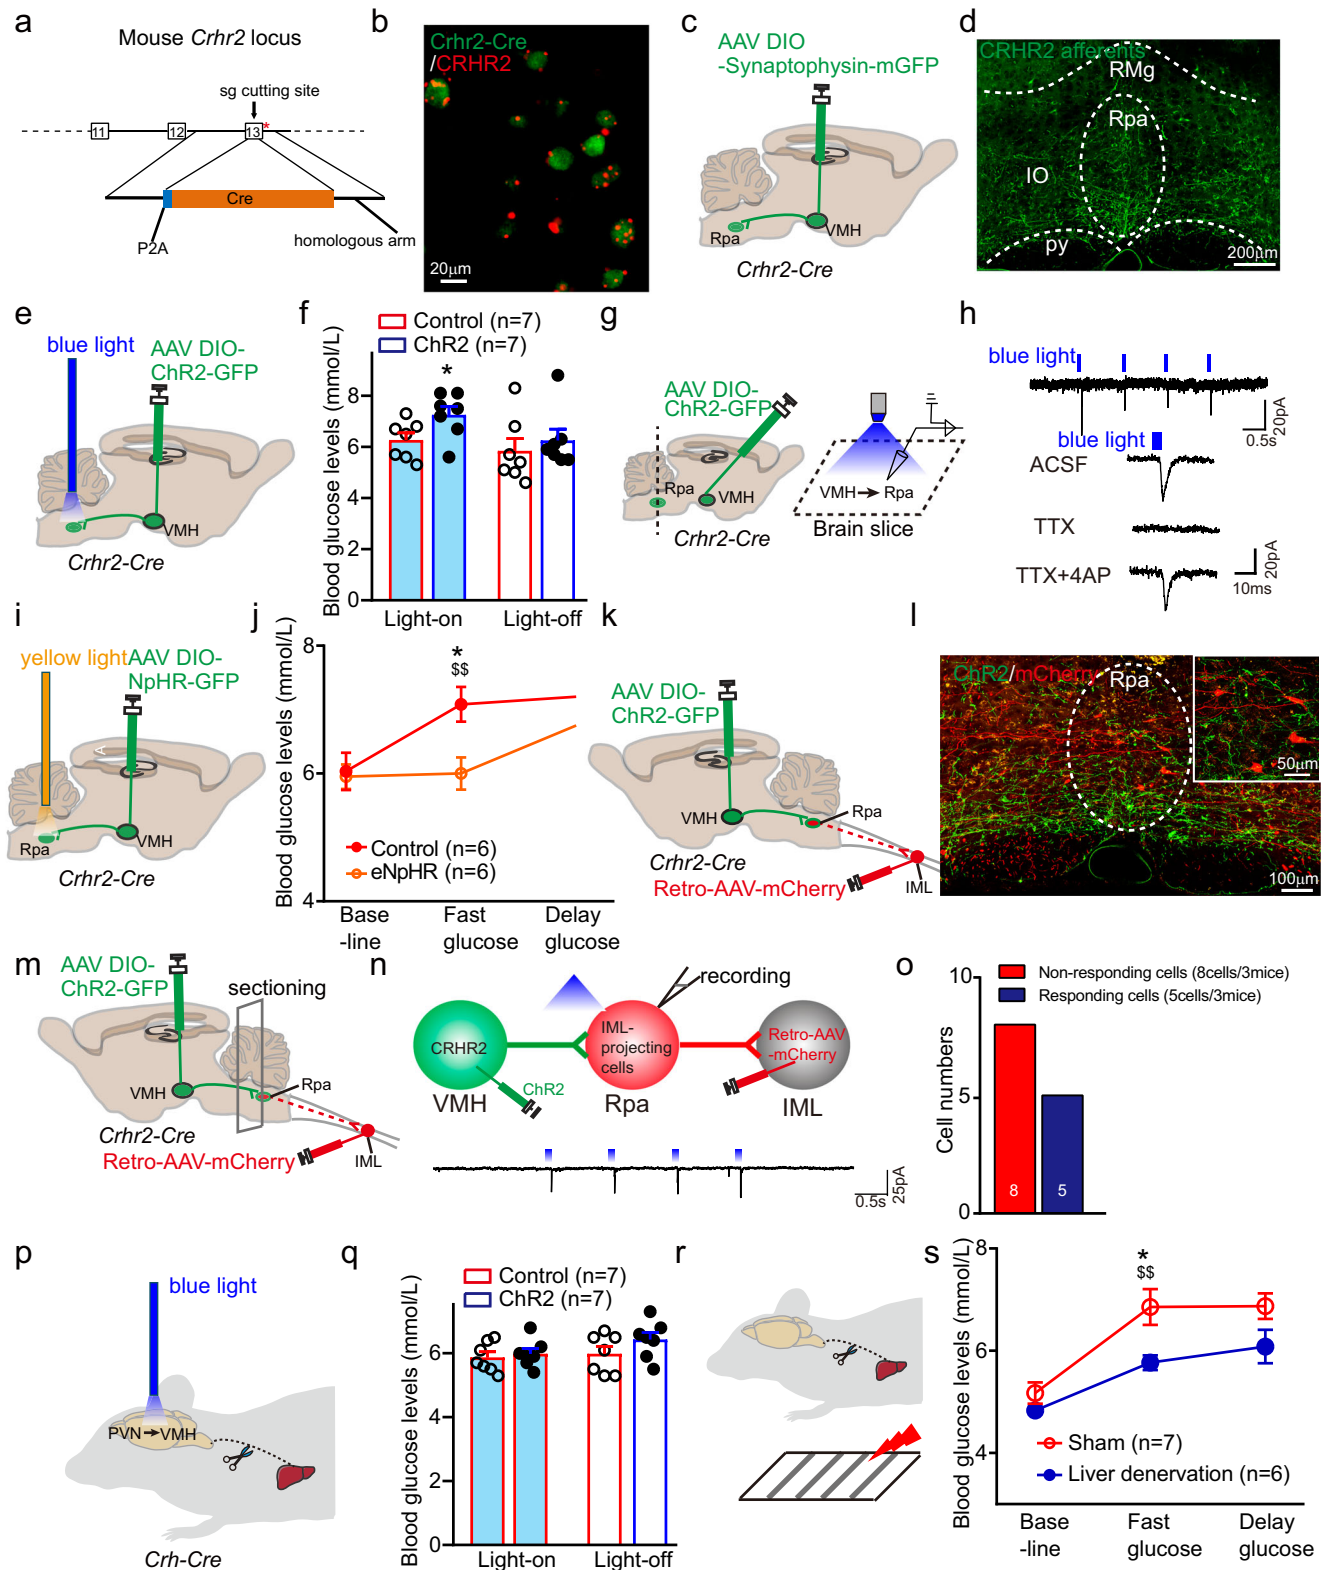 a
Mouse Crhr2 locus
sg cutting site
11
12
13
*
Cre
P2A
homologous arm
b
Crhr2-Cre
/CRHR2
20μm
c
AAV DIO
-Synaptophysin-mGFP
Rpa
VMH
Crhr2-Cre
d
CRHR2 afferents
RMg
Rpa
IO
py
200μm
e
blue light
AAV DIO-
ChR2-GFP
VMH
Crhr2-Cre
f
Control (n=7)
ChR2 (n=7)
Blood glucose levels (mmol/L)
8
6
4
2
0
*
Light-on
Light-off
g
AAV DIO-
ChR2-GFP
Rpa
VMH
Crhr2-Cre
VMH
Rpa
Brain slice
h
blue light
20pA
0.5s
blue light
ACSF
TTX
TTX+4AP
20pA
10ms
i
yellow light
AAV DIO-
NpHR-GFP
A
VMH
Rpa
Crhr2-Cre
j
Blood glucose levels (mmol/L)
8
6
4
*
$$
Control (n=6)
eNpHR (n=6)
Base
-line
Fast
glucose
Delay
glucose
k
AAV DIO-
ChR2-GFP
VMH
Rpa
Crhr2-Cre
Retro-AAV-mCherry
IML
l
ChR2/mCherry
Rpa
50μm
100μm
m
AAV DIO-
ChR2-GFP
sectioning
VMH
Rpa
Crhr2-Cre
Retro-AAV-mCherry
IML
n
recording
CRHR2
IML-
projecting
cells
Retro-AAV
-mCherry
ChR2
VMH
Rpa
IML
0.5s
25pA
o
Cell numbers
10
5
0
Non-responding cells (8cells/3mice)
Responding cells (5cells/3mice)
8
5
p
blue light
PVN
VMH
Crh-Cre
q
Control (n=7)
ChR2 (n=7)
Blood glucose levels (mmol/L)
6
4
2
0
Light-on
Light-off
r
s
Blood glucose levels (mmol/L)
8
6
4
*
$$
Sham (n=7)
Liver denervation (n=6)
Base
-line
Fast
glucose
Delay
glucose